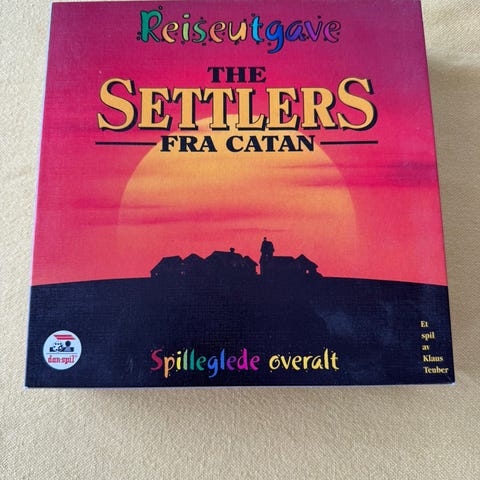 Reiseutgave
THE
SETTLERS
FRA CATAN
Et
spil
av
Klaus
Teuber
dan-spil
Spilleglede overalt